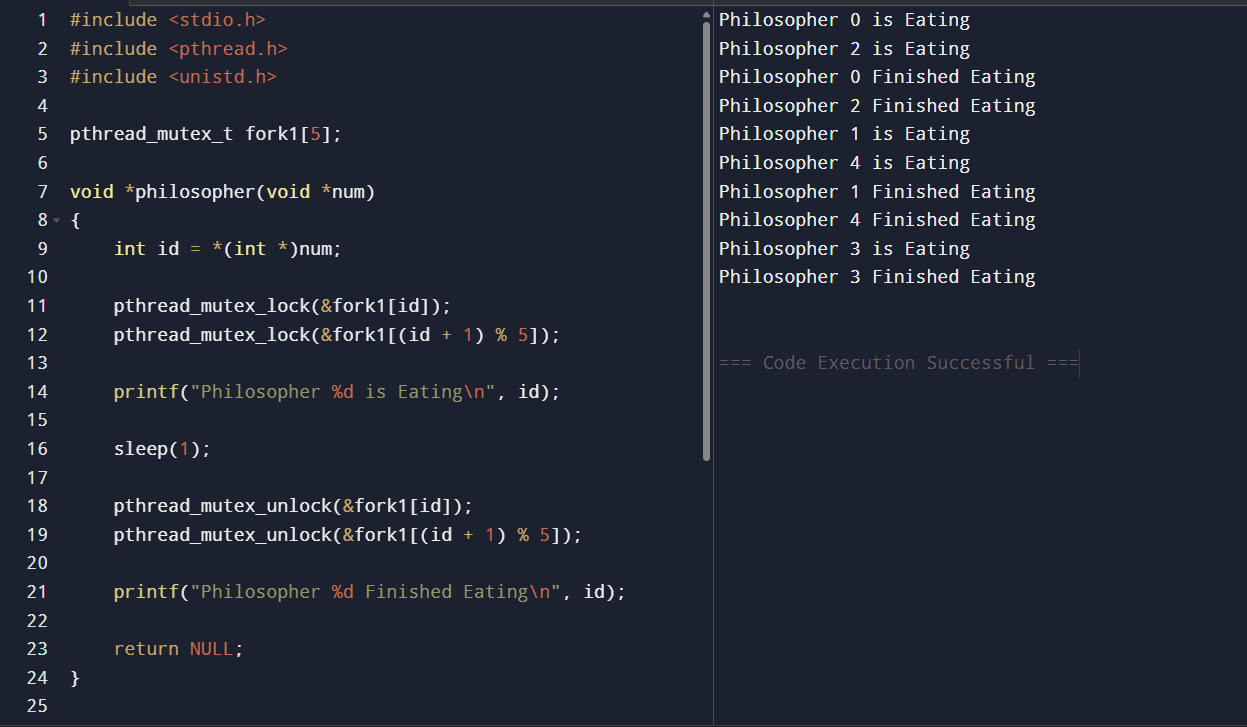 1 #include <stdio.h>
2 #include <pthread.h>
3 #include <unistd.h>
4
5 pthread_mutex_t fork1[5];
6
7 void *philosopher(void *num)
8 {
9     int id = *(int *)num;
10
11     pthread_mutex_lock(&fork1[id]);
12     pthread_mutex_lock(&fork1[(id + 1) % 5]);
13
14     printf("Philosopher %d is Eating\n", id);
15
16     sleep(1);
17
18     pthread_mutex_unlock(&fork1[id]);
19     pthread_mutex_unlock(&fork1[(id + 1) % 5]);
20
21     printf("Philosopher %d Finished Eating\n", id);
22
23     return NULL;
24 }
25
Philosopher 0 is Eating
Philosopher 2 is Eating
Philosopher 0 Finished Eating
Philosopher 2 Finished Eating
Philosopher 1 is Eating
Philosopher 4 is Eating
Philosopher 1 Finished Eating
Philosopher 4 Finished Eating
Philosopher 3 is Eating
Philosopher 3 Finished Eating
=== Code Execution Successful ===